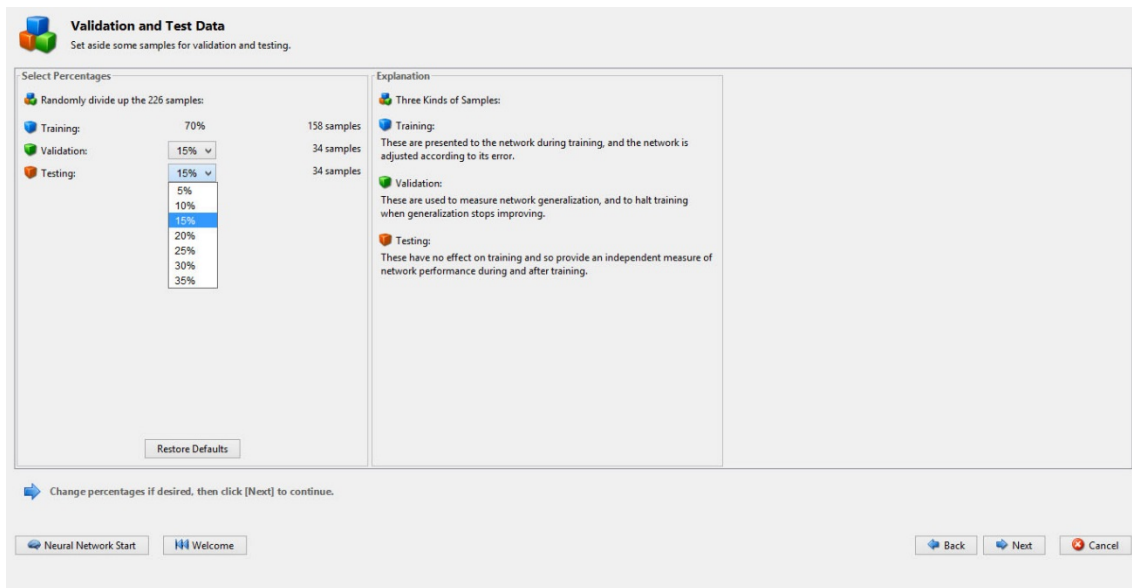 Validation and Test Data
Set aside some samples for validation and testing.
Select Percentages
Randomly divide up the 226 samples:
Training: 70% 158 samples
Validation: 15% 34 samples
Testing: 15% 34 samples
5%
10%
15%
20%
25%
30%
35%
Restore Defaults
Explanation
Three Kinds of Samples:
Training:
These are presented to the network during training, and the network is
adjusted according to its error.
Validation:
These are used to measure network generalization, and to halt training
when generalization stops improving.
Testing:
These have no effect on training and so provide an independent measure of
network performance during and after training.
Change percentages if desired, then click [Next] to continue.
Neural Network Start Welcome Back Next Cancel